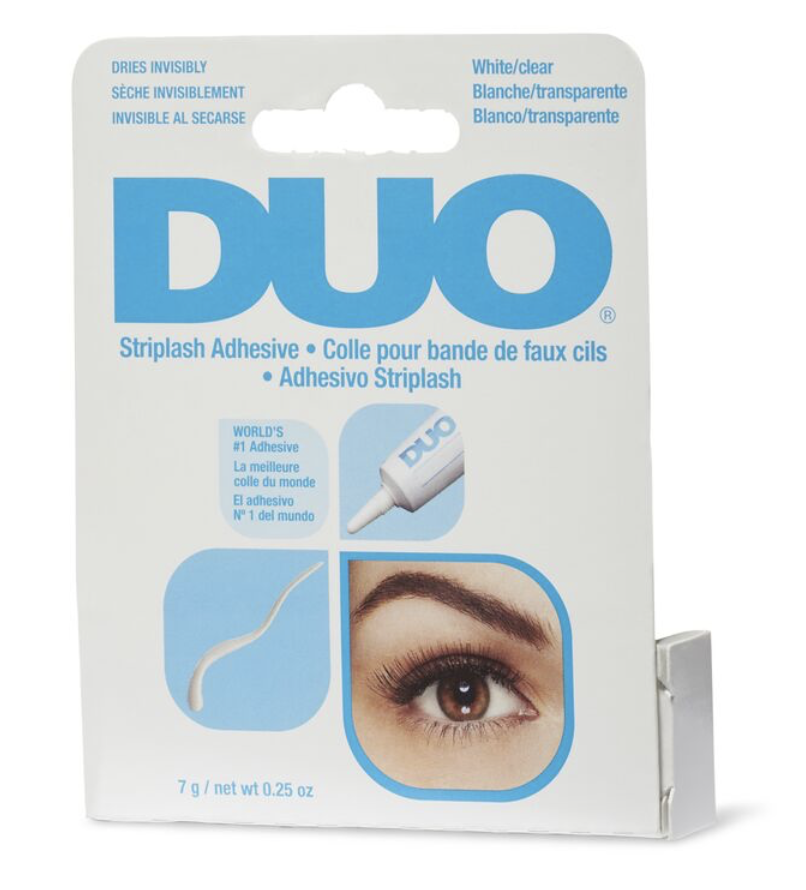 DRIES INVISIBLY
SÈCHE INVISIBLEMENT
INVISIBLE AL SECARSE
White/clear
Blanche/transparente
Blanco/transparente
DUO®
Striplash Adhesive • Colle pour bande de faux cils
• Adhesivo Striplash
WORLD'S
#1 Adhesive
La meilleure
colle du monde
El adhesivo
Nº 1 del mundo
DUO
7 g / net wt 0.25 oz